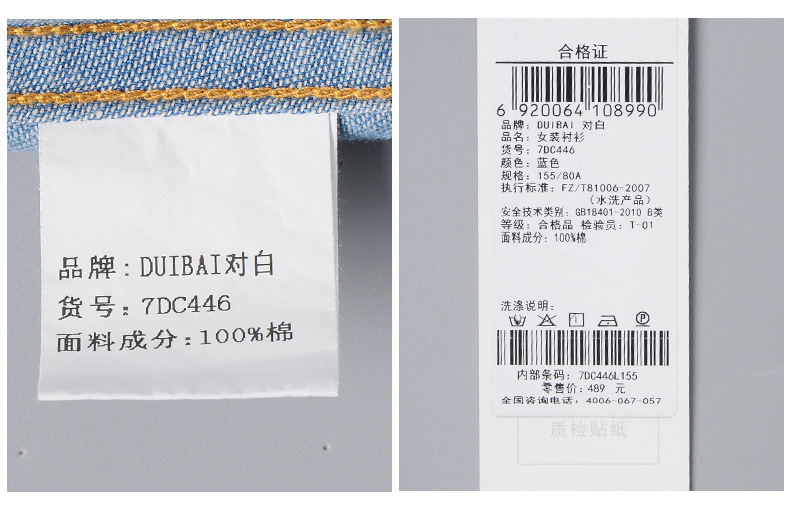 品牌:DUIBAI对白
货号:7DC446
面料成分:100%棉
合格证
6 920064 108990
品牌: DUIBAI 对白
品名: 女装衬衫
货号: 7DC446
颜色: 蓝色
规格: 155/80A
执行标准: FZ/T81006-2007
(水洗产品)
安全技术类别: GB18401-2010 B类
等级: 合格品 检验员: T-01
面料成分: 100%棉
洗涤说明:
P
内部条码: 7DC446L155
零售价: 489 元
全国咨询电话: 4006-067-057
质检贴纸